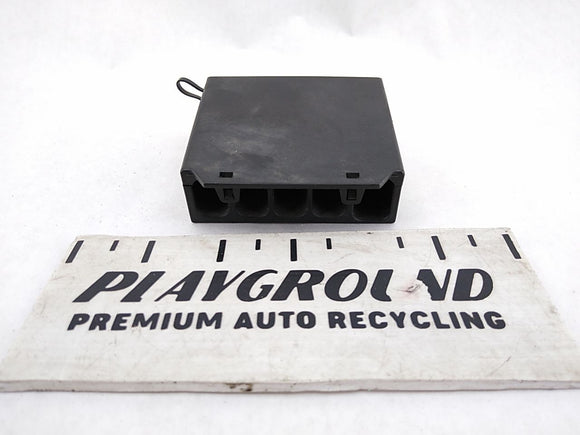 PLAYGROUND
PREMIUM AUTO RECYCLING